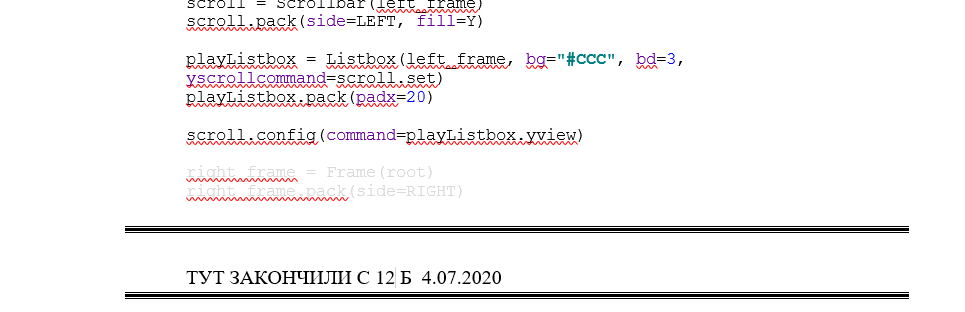 scroll = Scrollbar(left_frame)
scroll.pack(side=LEFT, fill=Y)
playListbox = Listbox(left_frame, bg="#CCC", bd=3,
yscrollcommand=scroll.set)
playListbox.pack(padx=20)
scroll.config(command=playListbox.yview)
right_frame = Frame(root)
right_frame.pack(side=RIGHT)
ТУТ ЗАКОНЧИЛИ С 12 Б 4.07.2020